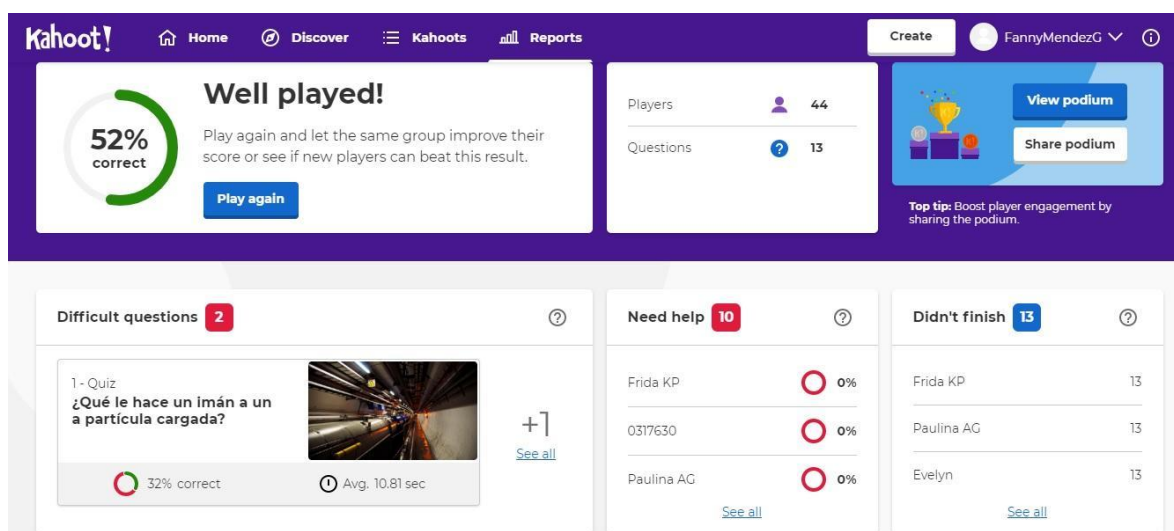 Kahoot!
Home
Discover
Kahoots
Reports
Create
FannyMendezG
52%
correct
Well played!
Play again and let the same group improve their
score or see if new players can beat this result.
Play again
Players 44
Questions 13
View podium
Share podium
Top tip: Boost player engagement by
sharing the podium.
Difficult questions 2
1 - Quiz
¿Qué le hace un imán a un
a partícula cargada?
32% correct
Avg. 10.81 sec
+1
See all
Need help 10
Frida KP 0%
0317630 0%
Paulina AG 0%
See all
Didn't finish 13
Frida KP 13
Paulina AG 13
Evelyn 13
See all